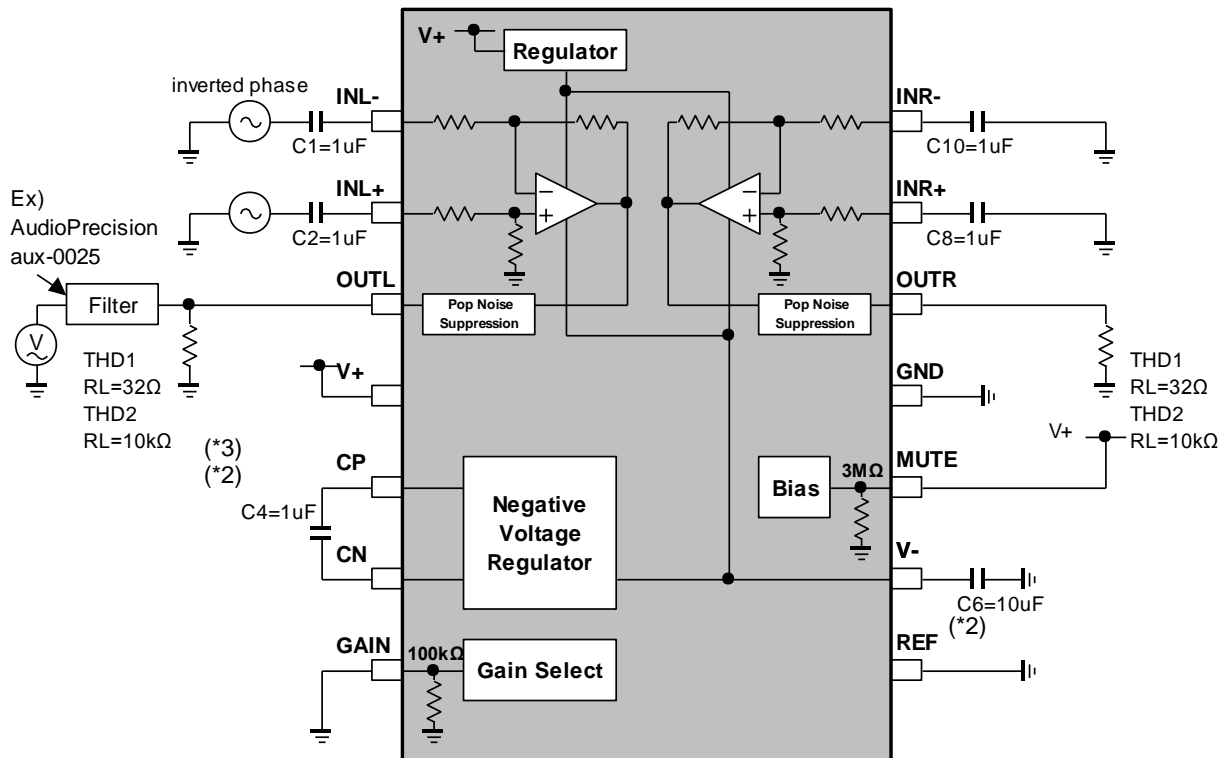 V+
Regulator
inverted phase
INL-
C1=1uF
INR-
C10=1uF
Ex)
AudioPrecision
aux-0025
INL+
C2=1uF
INR+
C8=1uF
−
+
−
+
OUTL
Filter
Pop Noise
Suppression
Pop Noise
Suppression
OUTR
V
THD1
RL=32Ω
THD2
RL=10kΩ
V+
GND
THD1
RL=32Ω
THD2
RL=10kΩ
V+
(*3)
(*2)
CP
C4=1uF
CN
Negative
Voltage
Regulator
Bias
3MΩ
MUTE
V-
C6=10uF
(*2)
GAIN
100kΩ
Gain Select
REF